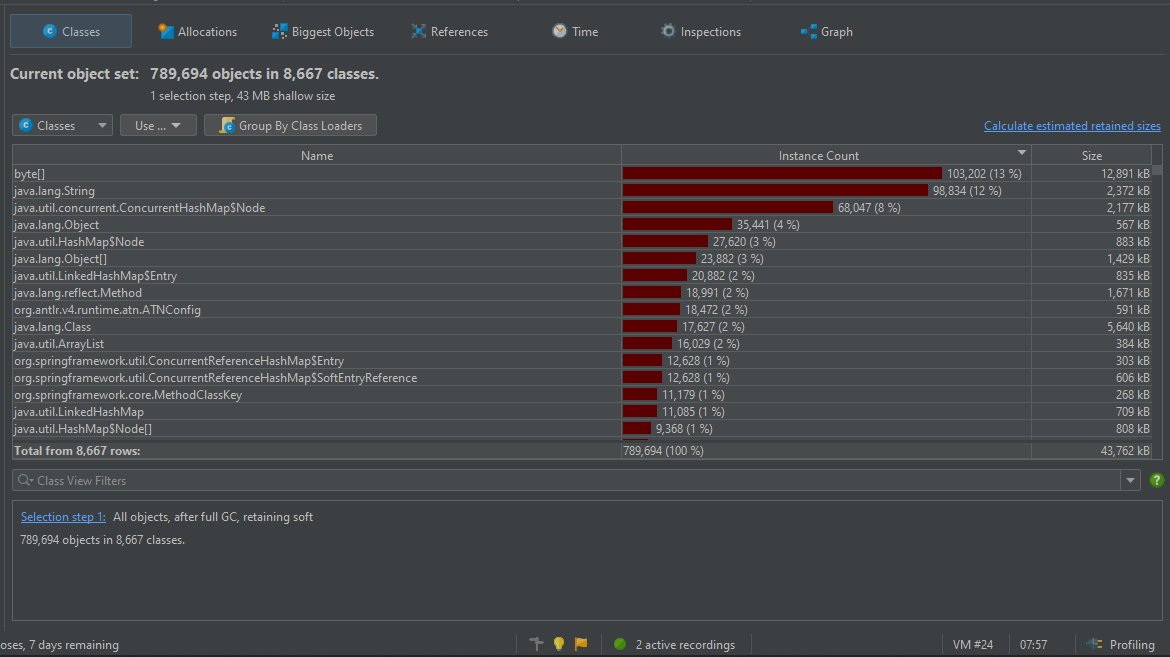 Classes Allocations Biggest Objects References Time Inspections Graph
Current object set: 789,694 objects in 8,667 classes.
1 selection step, 43 MB shallow size
Classes Use ... Group By Class Loaders Calculate estimated retained sizes
Name Instance Count Size
byte[] 103,202 (13 %) 12,891 kB
java.lang.String 98,834 (12 %) 2,372 kB
java.util.concurrent.ConcurrentHashMap$Node 68,047 (8 %) 2,177 kB
java.lang.Object 35,441 (4 %) 567 kB
java.util.HashMap$Node 27,620 (3 %) 883 kB
java.lang.Object[] 23,882 (3 %) 1,429 kB
java.util.LinkedHashMap$Entry 20,882 (2 %) 835 kB
java.lang.reflect.Method 18,991 (2 %) 1,671 kB
org.antlr.v4.runtime.atn.ATNConfig 18,472 (2 %) 591 kB
java.lang.Class 17,627 (2 %) 5,640 kB
java.util.ArrayList 16,029 (2 %) 384 kB
org.springframework.util.ConcurrentReferenceHashMap$Entry 12,628 (1 %) 303 kB
org.springframework.util.ConcurrentReferenceHashMap$SoftEntryReference 12,628 (1 %) 606 kB
org.springframework.core.MethodClassKey 11,179 (1 %) 268 kB
java.util.LinkedHashMap 11,085 (1 %) 709 kB
java.util.HashMap$Node[] 9,368 (1 %) 808 kB
Total from 8,667 rows: 789,694 (100 %) 43,762 kB
Class View Filters
Selection step 1: All objects, after full GC, retaining soft
789,694 objects in 8,667 classes.
oses, 7 days remaining 2 active recordings VM #24 07:57 Profiling